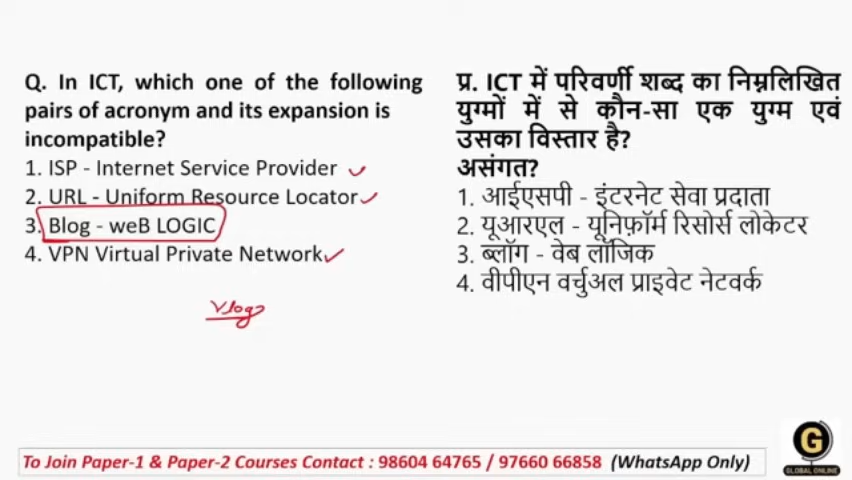 Q. In ICT, which one of the following
pairs of acronym and its expansion is
incompatible?
1. ISP - Internet Service Provider
2. URL - Uniform Resource Locator
3. Blog - weB LOGIC
4. VPN Virtual Private Network
Vlog
प्र. ICT में परिवर्णी शब्द का निम्नलिखित
युग्मों में से कौन-सा एक युग्म एवं
उसका विस्तार है?
असंगत?
1. आईएसपी - इंटरनेट सेवा प्रदाता
2. यूआरएल - यूनिफ़ॉर्म रिसोर्स लोकेटर
3. ब्लॉग - वेब लॉजिक
4. वीपीएन वर्चुअल प्राइवेट नेटवर्क
To Join Paper-1 & Paper-2 Courses Contact : 98604 64765 / 97660 66858 (WhatsApp Only)
G
GLOBAL ONLINE